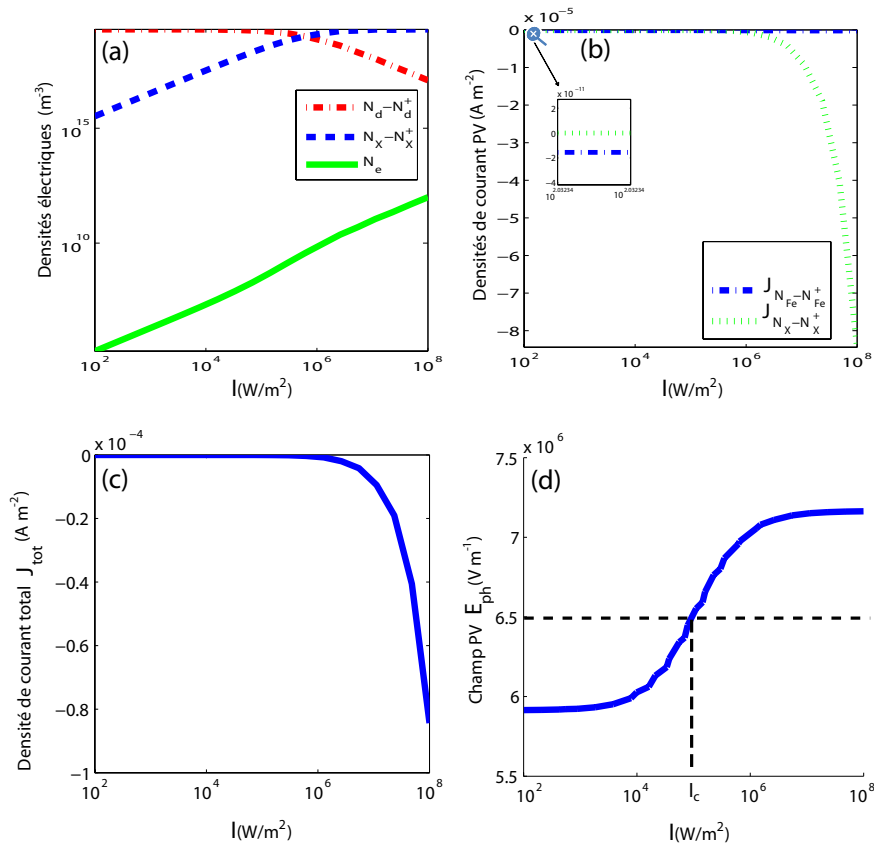 (a)
Densités électriques (m⁻³)
10¹⁵
10¹⁰
N_d−N_d⁺
N_X−N_X⁺
N_e
10² 10⁴ 10⁶ 10⁸
I(W/m²)
x 10⁻⁵
(b)
Densités de courant PV (A m⁻²)
0
−1
−2
−3
−4
−5
−6
−7
−8
x 10⁻¹¹
2
0
−2
−4
10^2.03234 10^2.03234
J N_Fe−N_Fe⁺
J N_X−N_X⁺
10² 10⁴ 10⁶ 10⁸
I(W/m²)
x 10⁻⁴
(c)
Densité de courant total J_tot (A m⁻²)
0
−0.2
−0.4
−0.6
−0.8
−1
10² 10⁴ 10⁶ 10⁸
I(W/m²)
x 10⁶
(d)
Champ PV E_ph (V m⁻¹)
7.5
7
6.5
6
5.5
10² 10⁴ I_c 10⁶ 10⁸
I(W/m²)